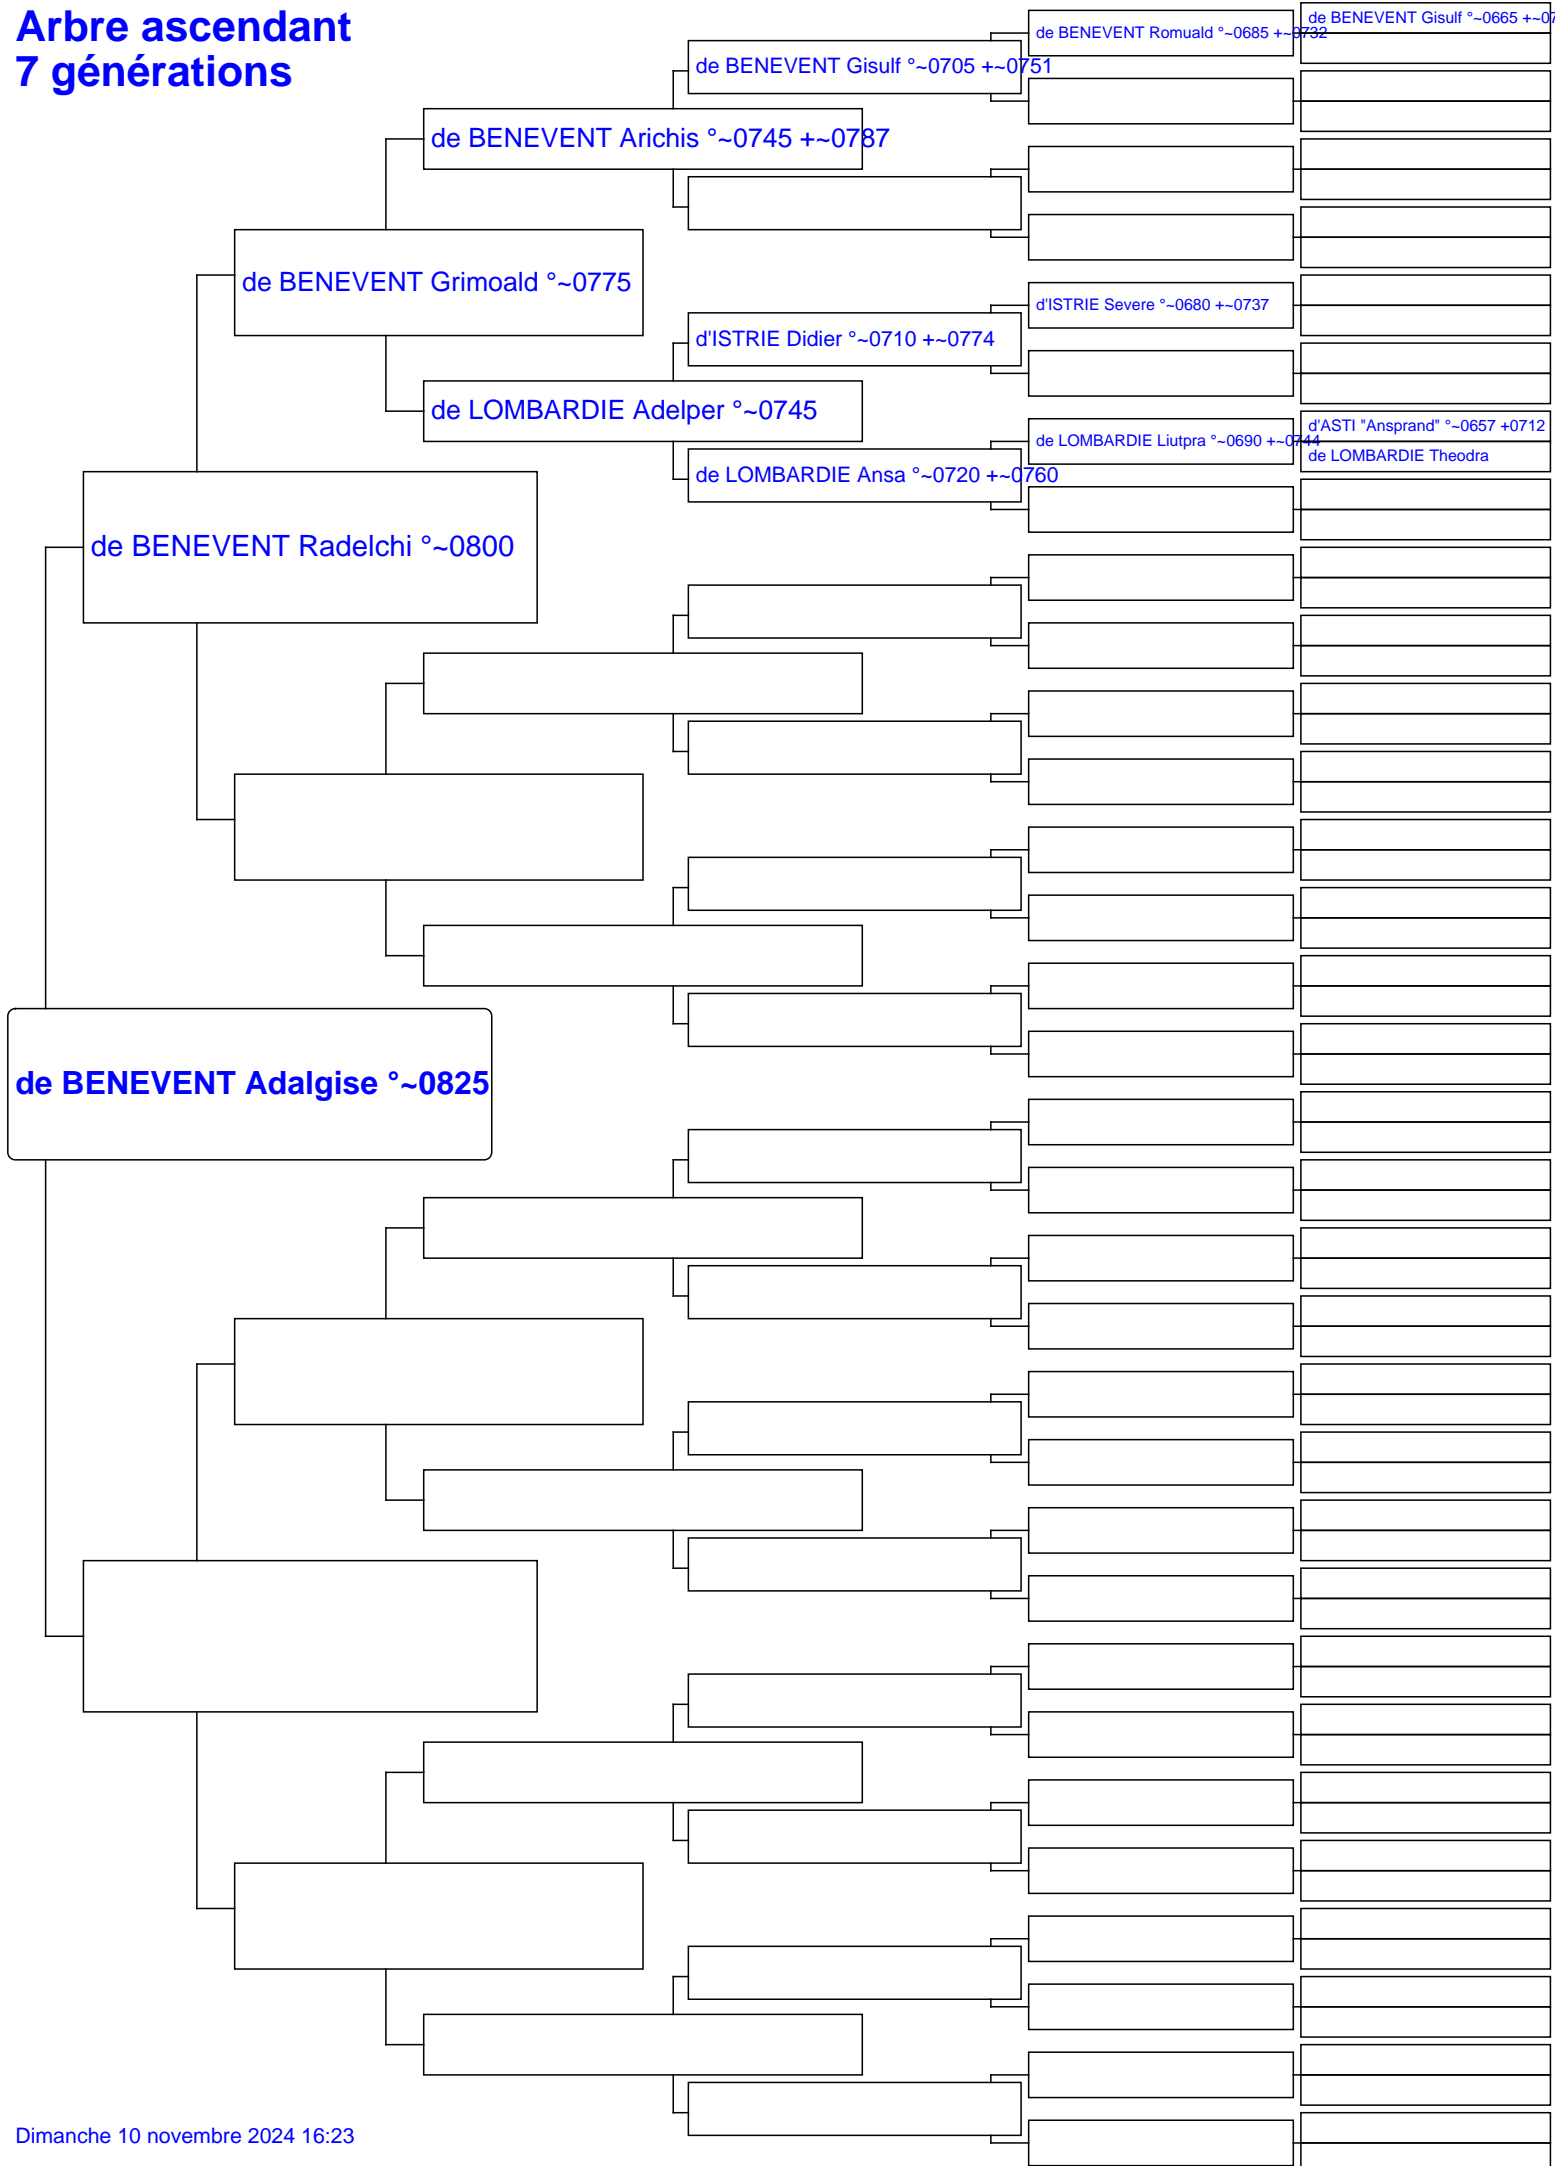 Arbre ascendant
7 générations
de BENEVENT Romuald °~0685 +~0732
de BENEVENT Gisulf °~0665 +~07
de BENEVENT Gisulf °~0705 +~0751
de BENEVENT Arichis °~0745 +~0787
de BENEVENT Grimoald °~0775
d'ISTRIE Severe °~0680 +~0737
d'ISTRIE Didier °~0710 +~0774
de LOMBARDIE Adelper °~0745
de LOMBARDIE Liutpra °~0690 +~0744
d'ASTI "Ansprand" °~0657 +0712
de LOMBARDIE Theodra
de LOMBARDIE Ansa °~0720 +~0760
de BENEVENT Radelchi °~0800
de BENEVENT Adalgise °~0825
Dimanche 10 novembre 2024 16:23